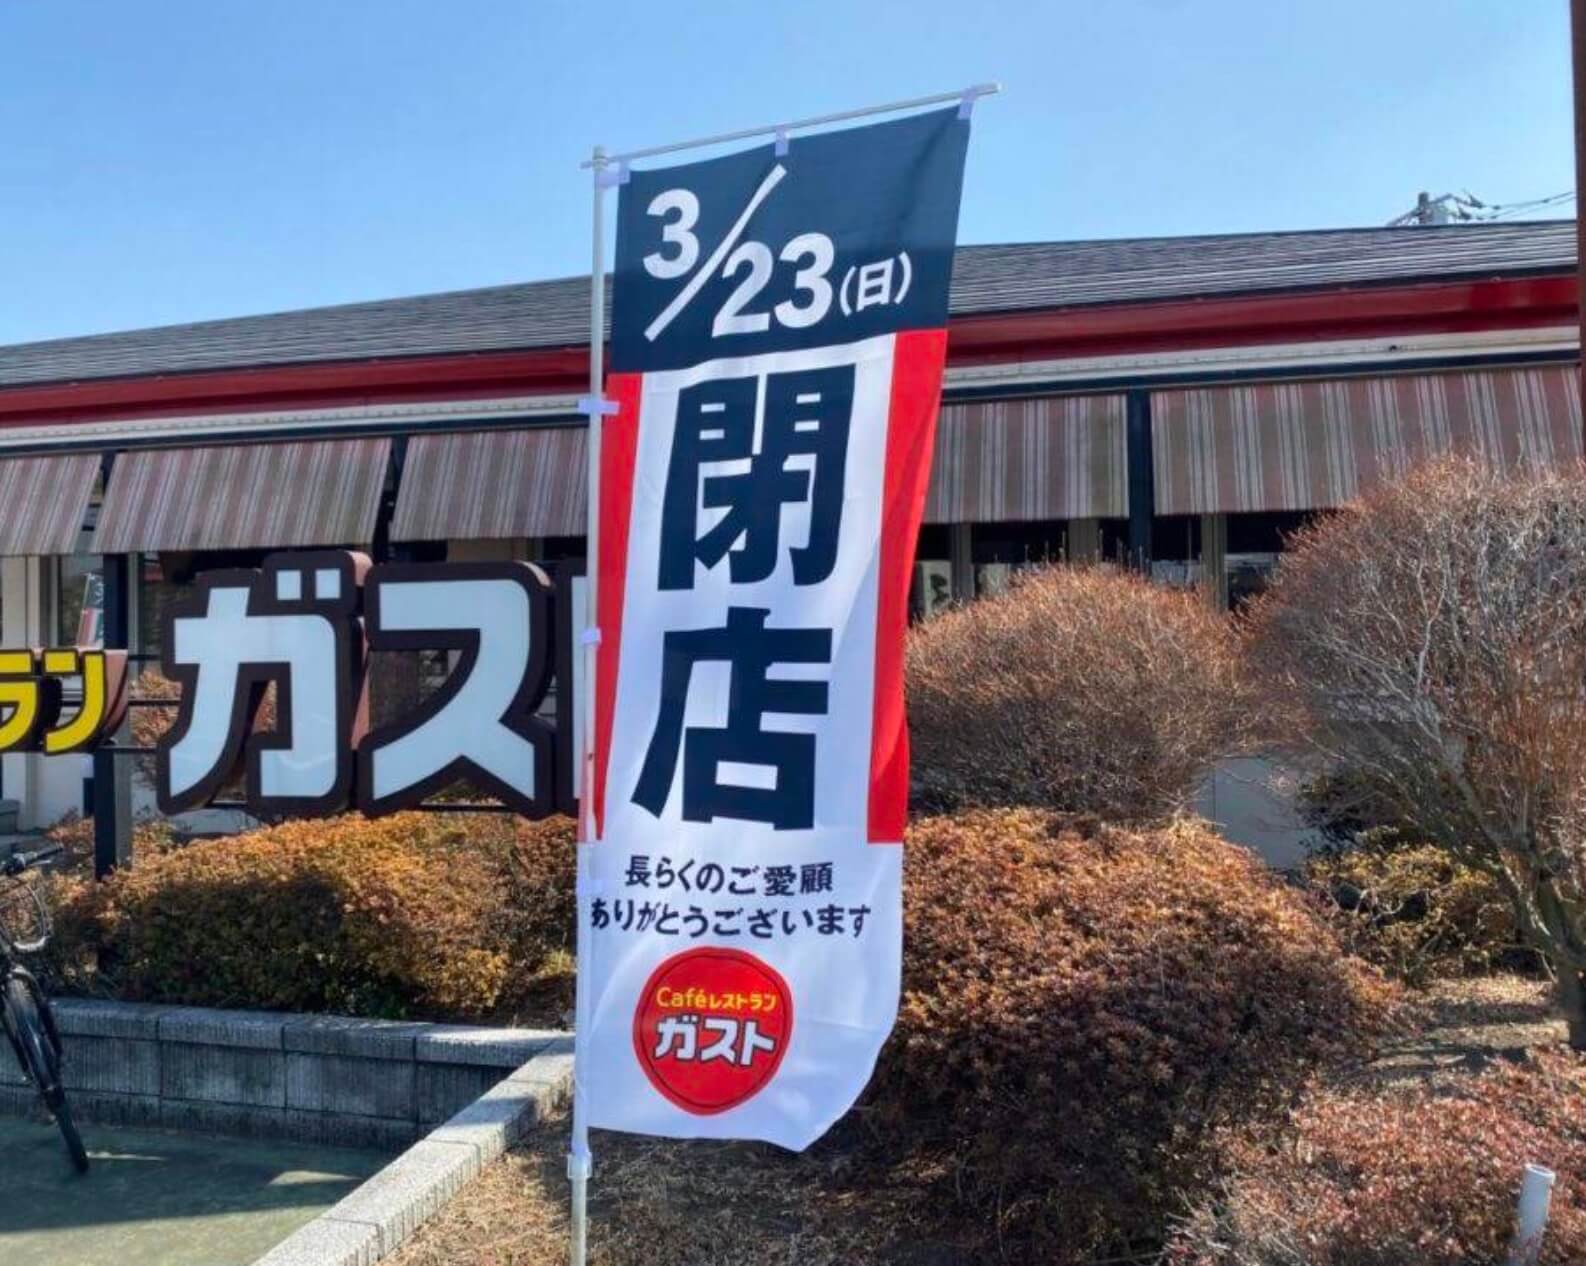 3/23(日)
閉店
長らくのご愛顧
ありがとうございます
Caféレストラン
ガスト
ラン
ガス